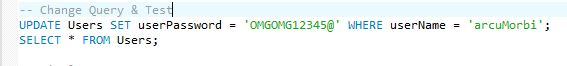 -- Change Query & Test
UPDATE Users SET userPassword = 'OMGOMG12345@' WHERE userName = 'arcuMorbi';
SELECT * FROM Users;